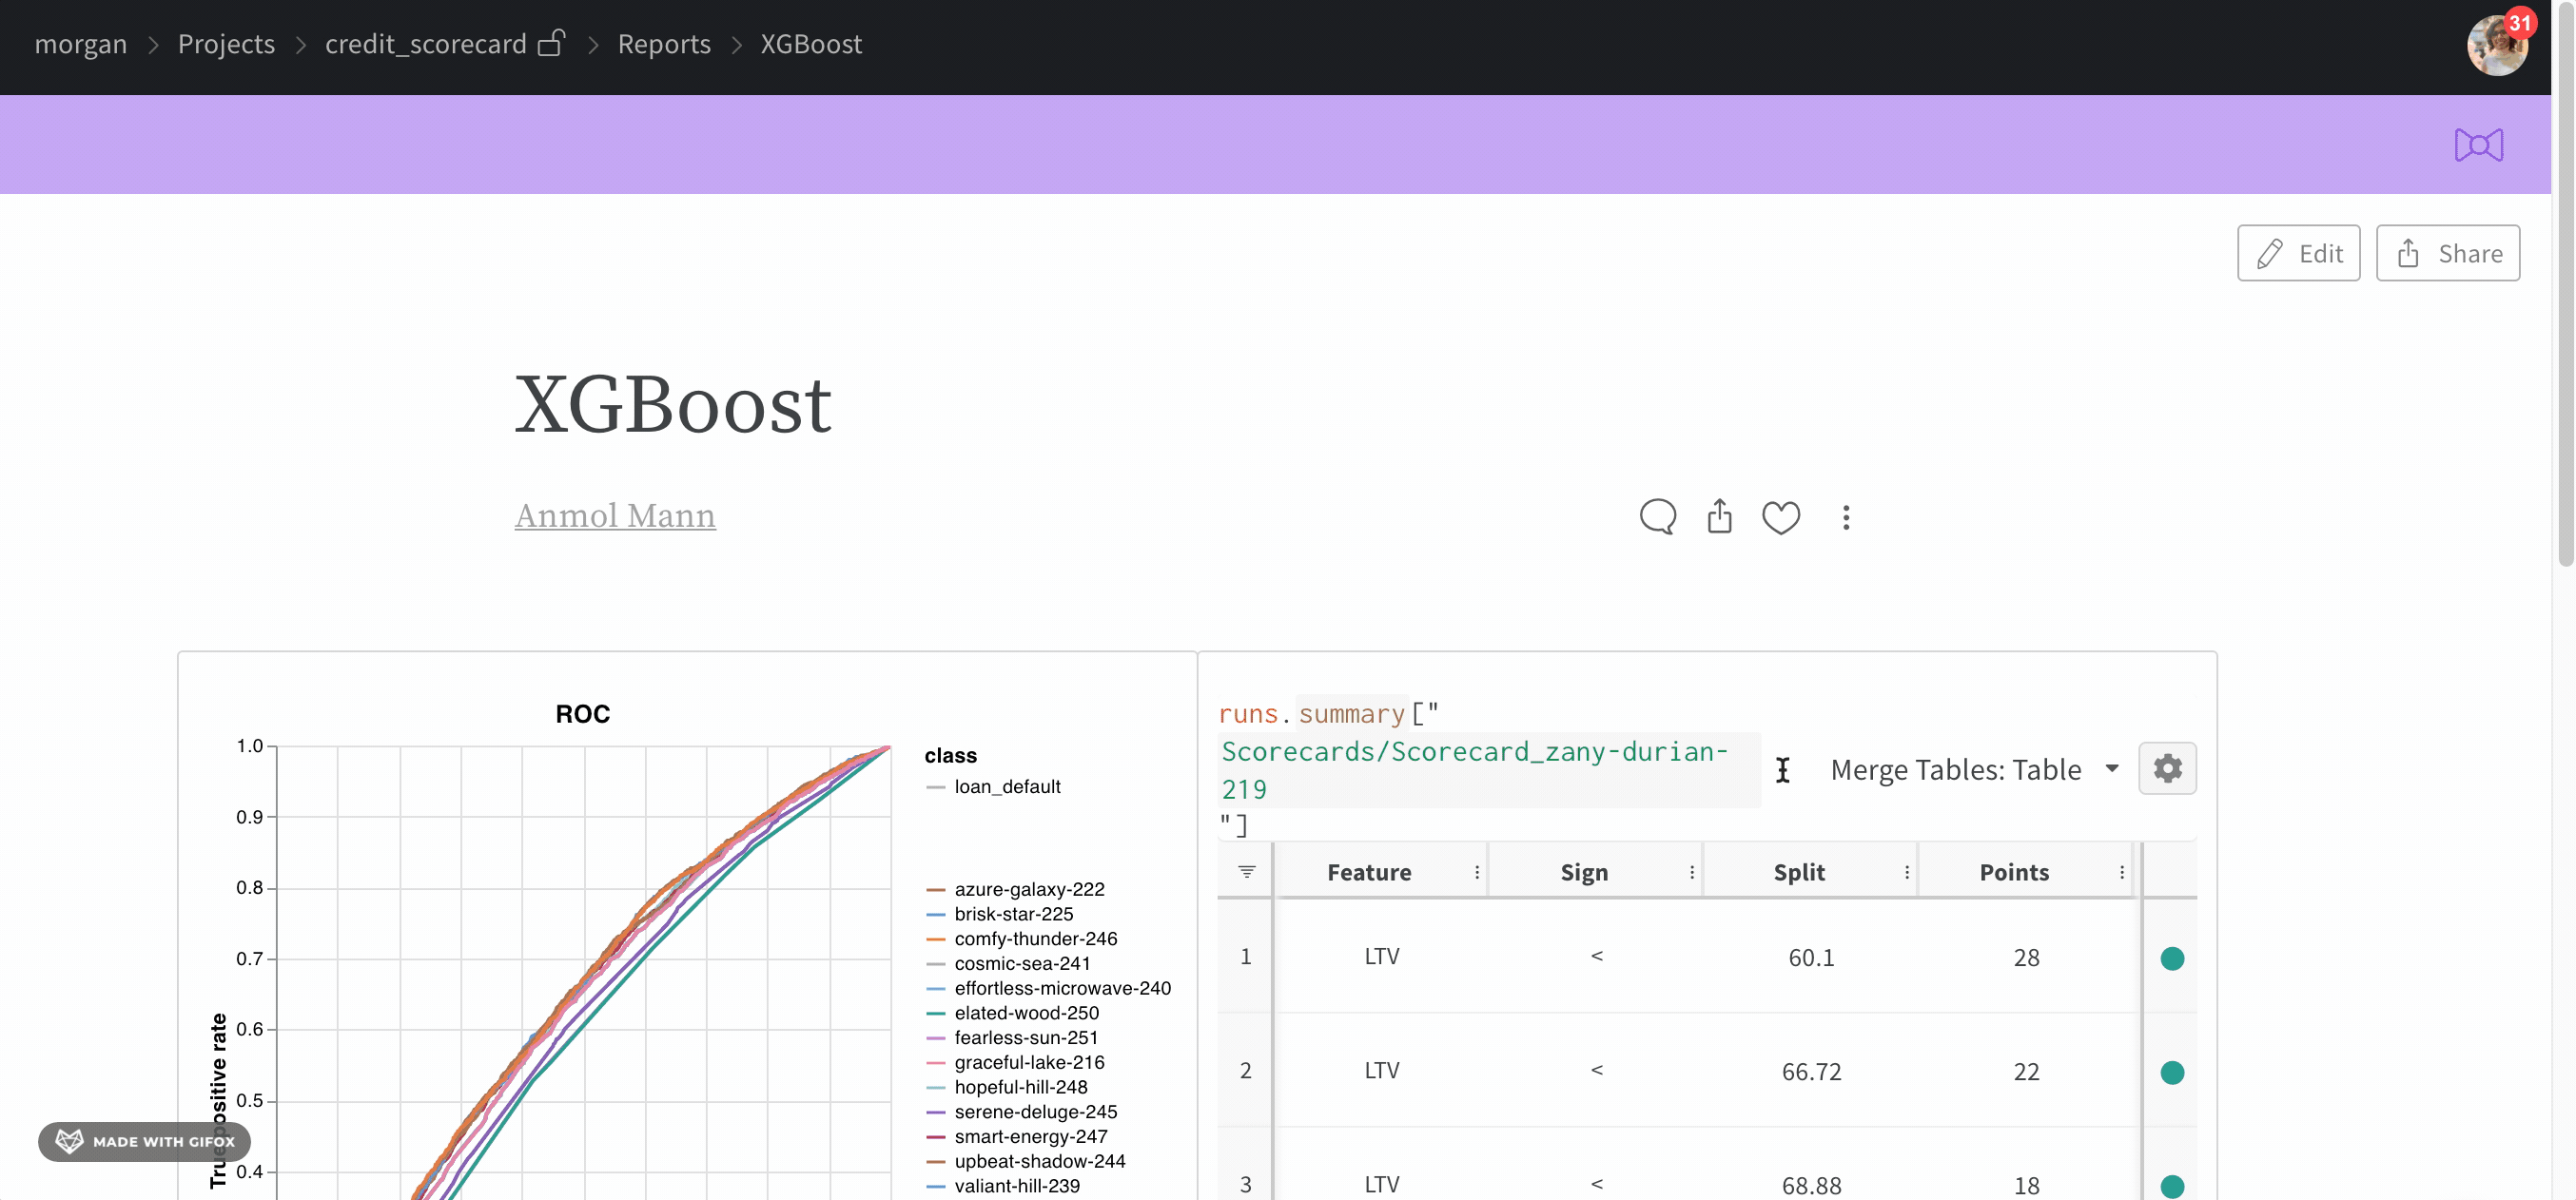 morgan > Projects > credit_scorecard > Reports > XGBoost
31
Edit
Share
XGBoost
Anmol Mann
ROC
1.0
0.9
0.8
0.7
0.6
0.5
0.4
True positive rate
class
loan_default
azure-galaxy-222
brisk-star-225
comfy-thunder-246
cosmic-sea-241
effortless-microwave-240
elated-wood-250
fearless-sun-251
graceful-lake-216
hopeful-hill-248
serene-deluge-245
smart-energy-247
upbeat-shadow-244
valiant-hill-239
MADE WITH GIFOX
runs.summary["
Scorecards/Scorecard_zany-durian-
219
"]
Merge Tables: Table
Feature Sign Split Points
1 LTV < 60.1 28
2 LTV < 66.72 22
3 LTV < 68.88 18